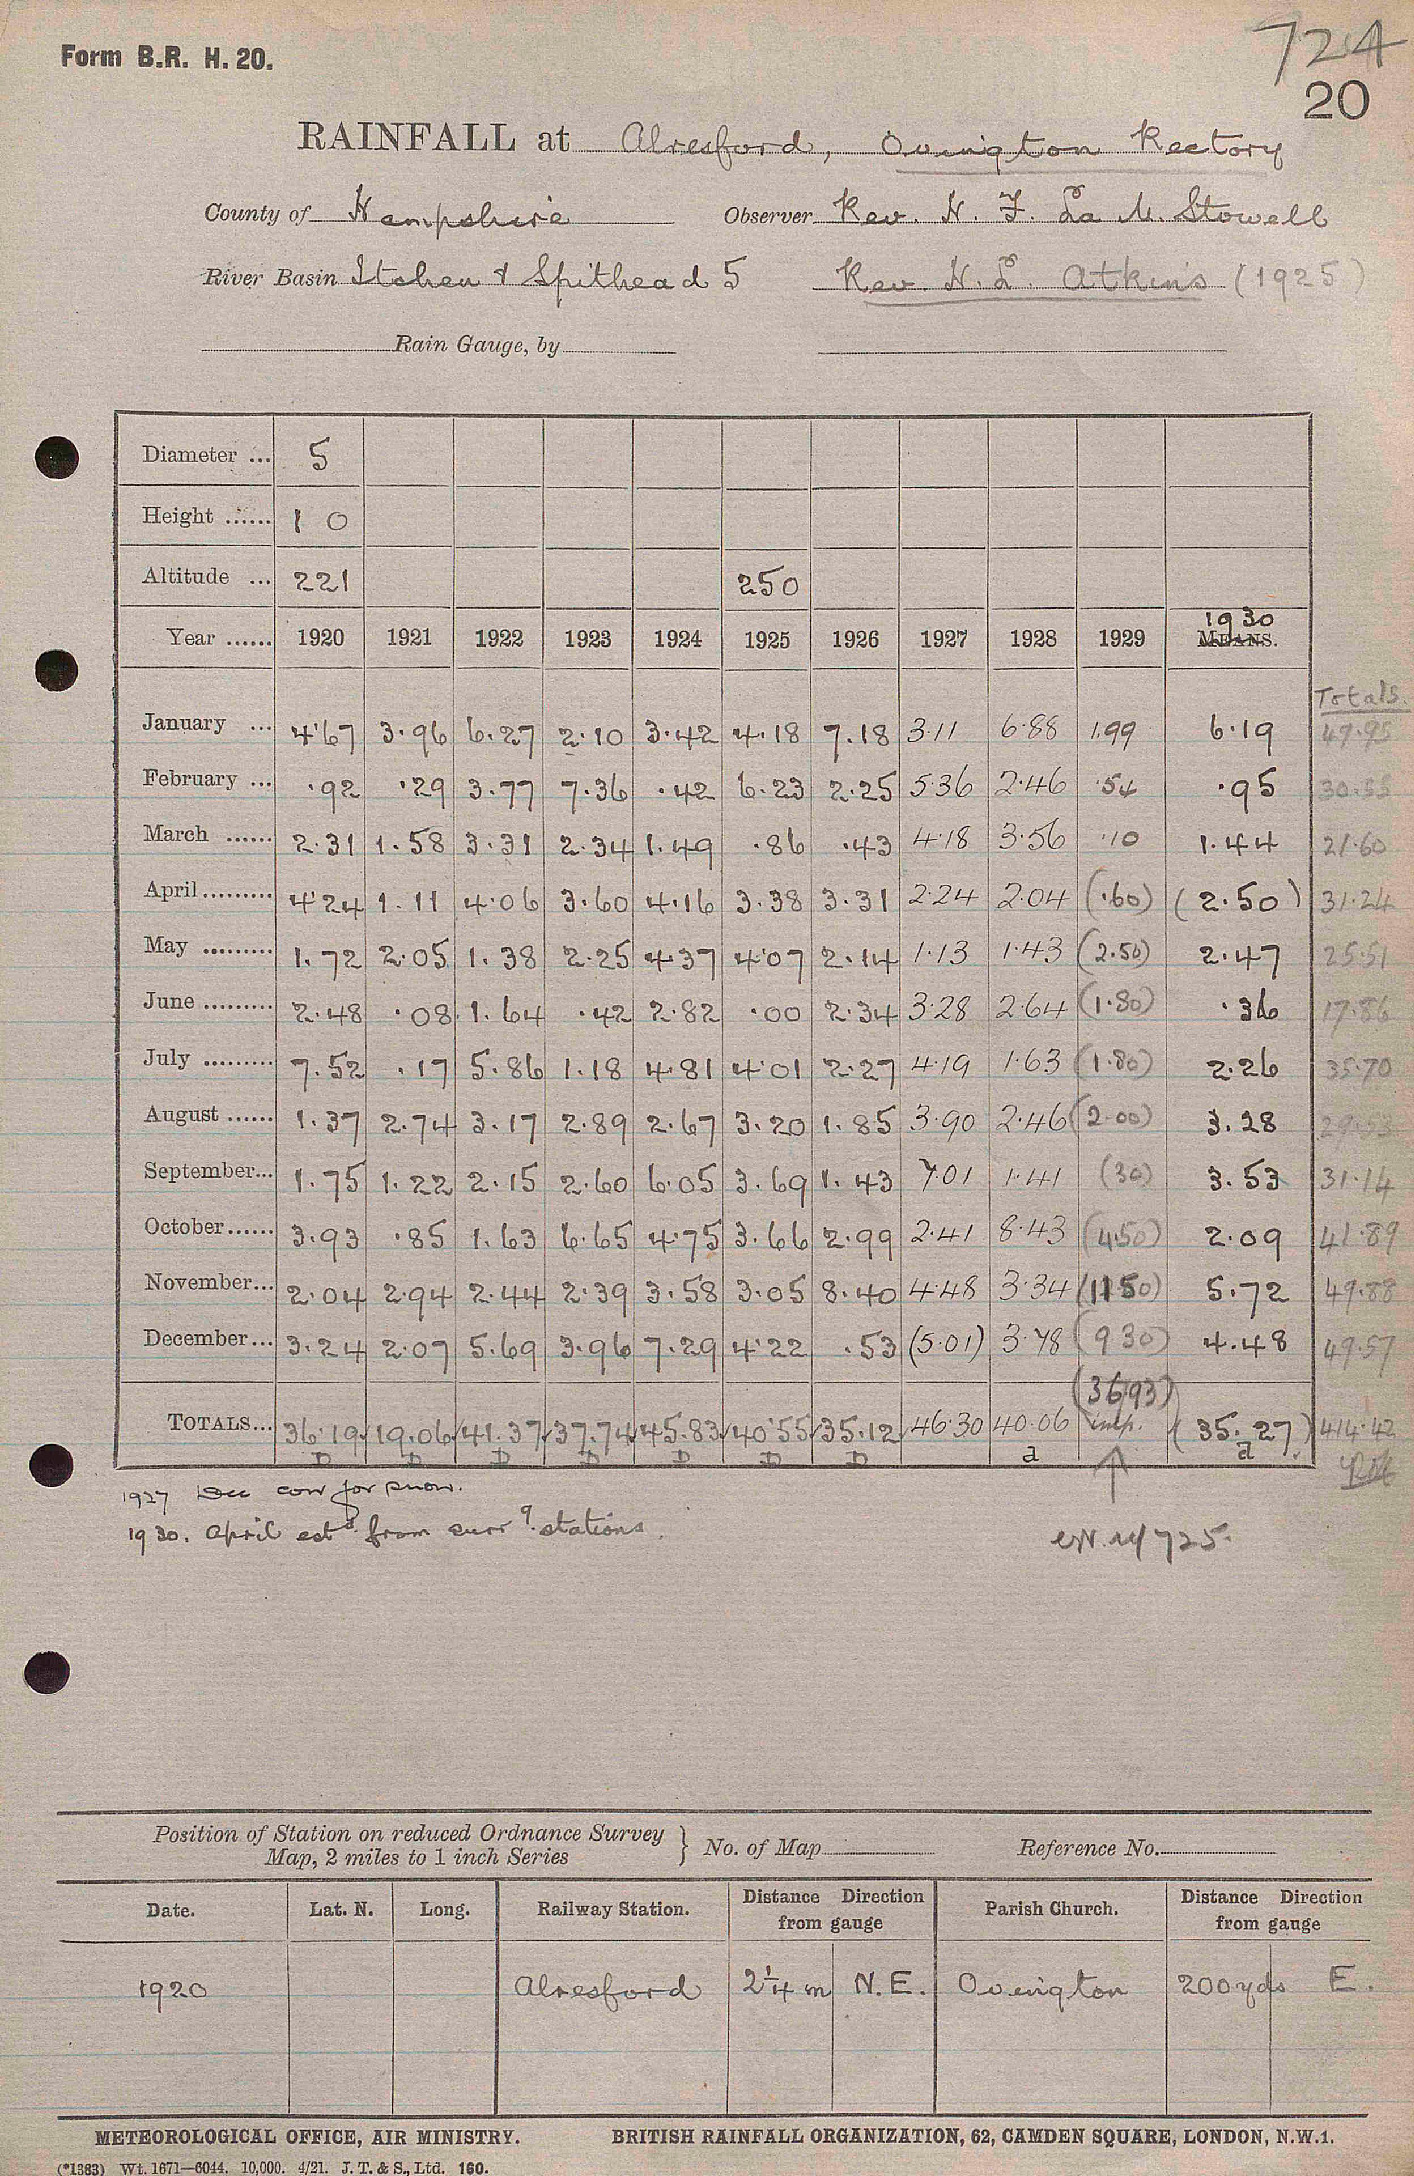 724
Form B.R. H. 20.
20
RAINFALL at Alresford, Ovington Rectory
County of Hampshire Observer Rev. H. F. La M. Stowell
River Basin Itchen & Spithead 5 Rev. H. L. Atkins (1925)
Rain Gauge, by
Diameter ... 5
Height ...... 1 0
Altitude ... 221 250
1930
Year ...... 1920 1921 1922 1923 1924 1925 1926 1927 1928 1929 MEANS.
Totals.
January ... 4.67 3.96 6.27 2.10 3.42 4.18 7.18 3.11 6.88 1.99 6.19 47.95
February ... .92 .29 3.77 7.36 .42 6.23 2.25 5.36 2.46 .54 .95 30.55
March ...... 2.31 1.58 3.31 2.34 1.49 .86 .43 4.18 3.56 .10 1.44 21.60
April ......... 4.24 1.11 4.06 3.60 4.16 3.38 3.31 2.24 2.04 (.60) (2.50) 31.24
May ......... 1.72 2.05 1.38 2.25 4.37 4.07 2.14 1.13 1.43 (2.50) 2.47 25.51
June ......... 2.48 .08 1.64 .42 2.82 .00 2.34 3.28 2.64 (1.80) .36 17.86
July ......... 7.52 .17 5.86 1.18 4.81 4.01 2.27 4.19 1.63 (1.80) 2.26 35.70
August ...... 1.37 2.74 3.17 2.89 2.67 3.20 1.85 3.90 2.46 (2.00) 3.28 29.53
September... 1.75 1.22 2.15 2.60 6.05 3.69 1.43 7.01 1.41 (30) 3.53 31.14
October...... 3.93 .85 1.63 6.65 4.75 3.66 2.99 2.41 8.43 (4.50) 2.09 41.89
November... 2.04 2.94 2.44 2.39 3.58 3.05 8.40 4.48 3.34 (11 50) 5.72 49.88
December... 3.24 2.07 5.69 3.96 7.29 4.22 .53 (5.01) 3.78 (9 30) 4.48 49.57
(36.93)
TOTALS... 36.19 19.06 41.37 37.74 45.83 40.55 35.12 46.30 40.06 imp. (35.27) 414.42
D D D D D D D a a
1927 Dec corr for snow.
1930. April estd. from surrg. stations.
725.
Position of Station on reduced Ordnance Survey
Map, 2 miles to 1 inch Series } No. of Map Reference No.
Date. Lat. N. Long. Railway Station. Distance Direction from gauge Parish Church. Distance Direction from gauge
1920 Alresford 2¼ m N.E. Ovington 200 yds E.
METEOROLOGICAL OFFICE, AIR MINISTRY. BRITISH RAINFALL ORGANIZATION, 62, CAMDEN SQUARE, LONDON, N.W.1.
(*1383) Wt. 1671—6044. 10,000. 4/21. J. T. & S., Ltd. 160.